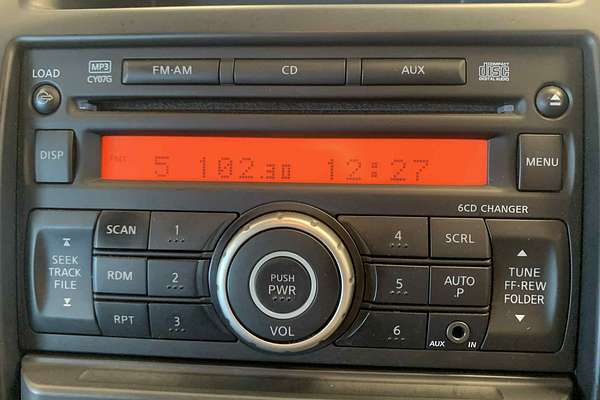 LOAD
MP3
CY07G
FM·AM
CD
AUX
COMPACT
DISC
DIGITAL AUDIO
DISP
5 102.30 12:27
MENU
6CD CHANGER
SEEK
TRACK
FILE
SCAN
1
4
SCRL
RDM
2
PUSH
PWR
5
AUTO
.P
RPT
3
VOL
6
AUX IN
TUNE
FF·REW
FOLDER